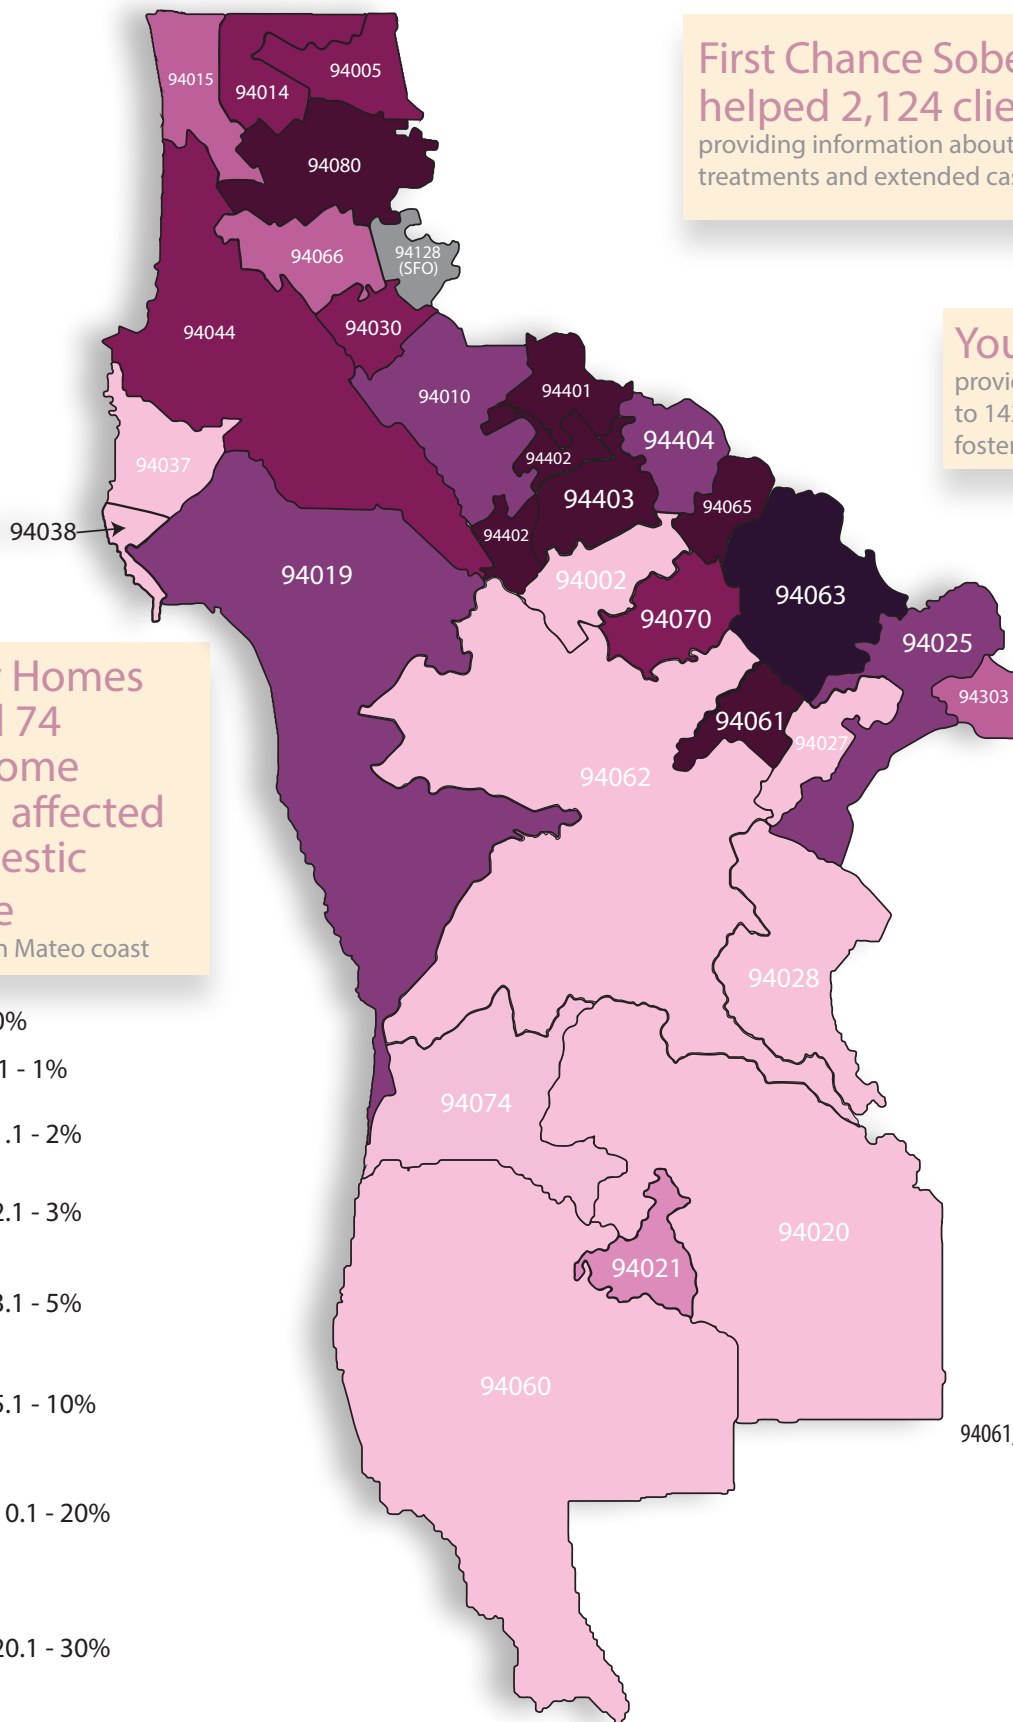 First Chance Sobe
helped 2,124 clie
providing information about
treatments and extended ca
You
provi
to 14
foster
94015
94014
94005
94080
94066
94128
(SFO)
94044
94030
94010
94401
94404
94402
94403
94065
94037
94038
94402
94019
94002
94063
94070
94025
94303
94061
94027
94062
Homes
74
ome
affected
estic
e
n Mateo coast
94028
0%
1 - 1%
.1 - 2%
2.1 - 3%
3.1 - 5%
5.1 - 10%
0.1 - 20%
20.1 - 30%
94074
94020
94021
94060
94061,